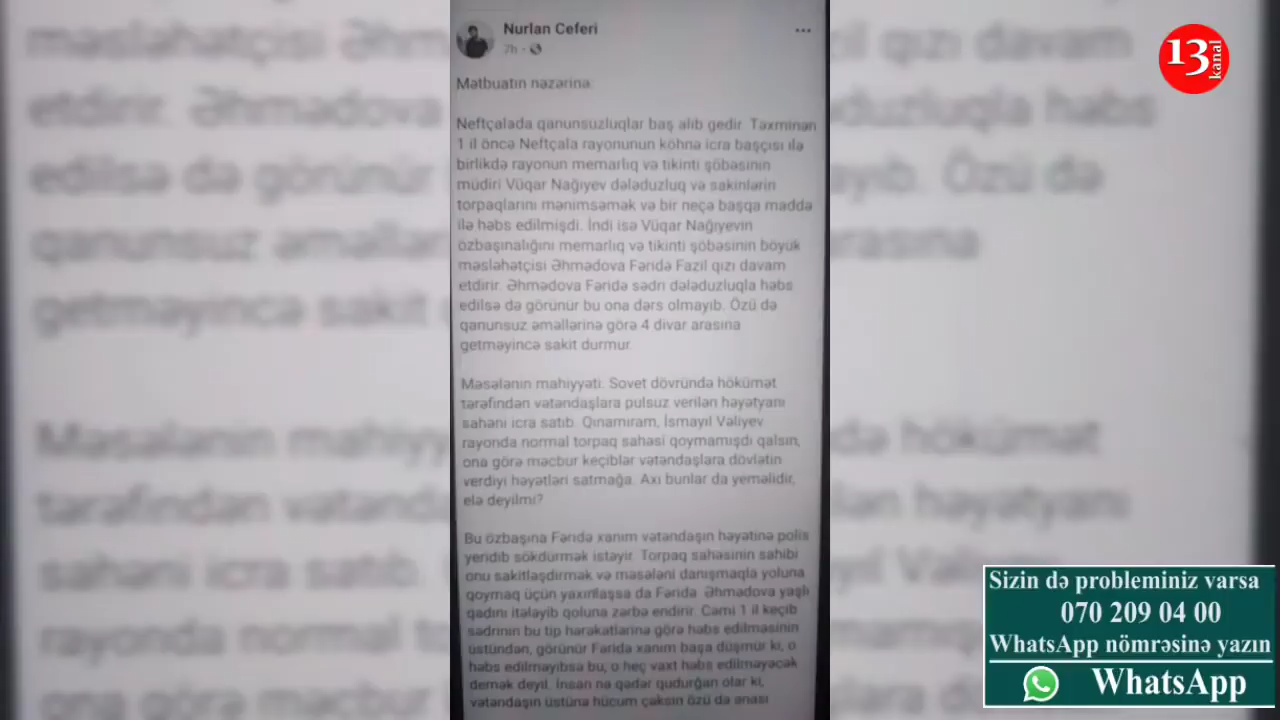 Nurlan Ceferi
7h
Mətbuatın nəzərinə:
Neftçalada qanunsuzluqlar baş alıb gedir. Təxminən
1 il öncə Neftçala rayonunun köhnə icra başçısı ilə
birlikdə rayonun memarlıq və tikinti şöbəsinin
müdiri Vüqar Nağıyev dələduzluq və sakinlərin
torpaqlarını mənimsəmək və bir neçə başqa maddə
ilə həbs edilmişdi. İndi isə Vüqar Nağıyevin
özbaşınalığını memarlıq və tikinti şöbəsinin böyük
məsləhətçisi Əhmədova Fəridə Fazil qızı davam
etdirir. Əhmədova Fəridə sədri dələduzluqla həbs
edilsə də görünür bu ona dərs olmayıb. Özü də
qanunsuz əməllərinə görə 4 divar arasına
getməyincə sakit durmur.
Məsələnin mahiyyəti: Sovet dövründə hökümət
tərəfindən vətəndaşlara pulsuz verilən həyətyanı
sahəni icra satıb. Qınamıram, İsmayıl Vəliyev
rayonda normal torpaq sahəsi qoymamışdı qalsın,
ona görə məcbur keçiblər vətəndaşlara dövlətin
verdiyi həyətləri satmağa. Axı bunlar da yeməlidir,
elə deyilmi?
Bu özbaşına Fəridə xanım vətəndaşın həyətinə polis
yeridib sökdürmək istəyir. Torpaq sahəsinin sahibi
onu sakitlaşdirmək və məsələni danışmaqla yoluna
qoymaq üçün yaxınlaşsa da Fəridə Əhmədova yaşlı
qadını itələyib qoluna zərbə endirir. Cəmi 1 il keçib
sədrinin bu tip hərəkətlərinə görə həbs edilməsinin
üstündən, görünür Fəridə xanım başa düşmür ki, o
həbs edilməyibsə bu, o heç vaxt həbs edilməyəcək
demək deyil. İnsan nə qədər qudurğan olar ki,
vətəndaşın üstünə hücum çəksin özü də anası
13
kanal
Sizin də probleminiz varsa
070 209 04 00
WhatsApp nömrəsinə yazın
WhatsApp